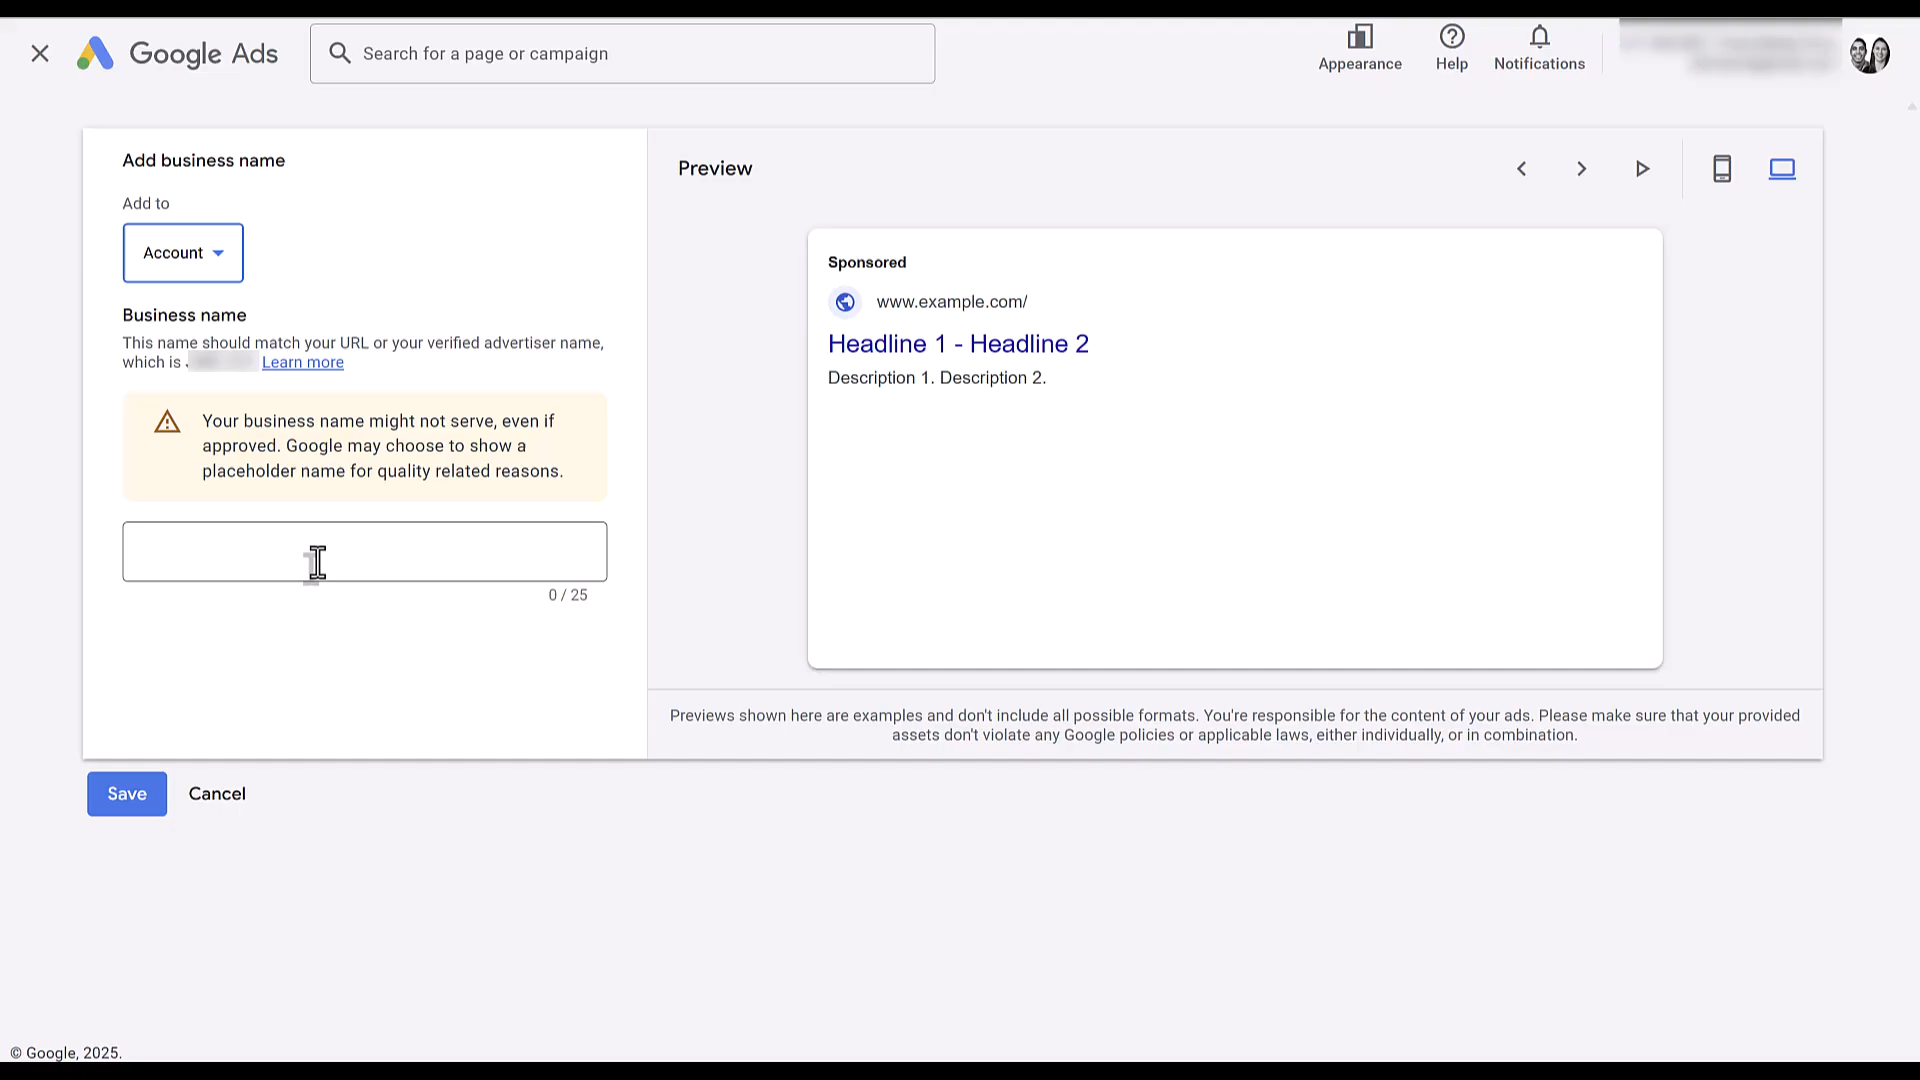 Google Ads
Search for a page or campaign
Appearance
Help
Notifications
Add business name
Add to
Account
Business name
This name should match your URL or your verified advertiser name,
which is
Learn more
Your business name might not serve, even if
approved. Google may choose to show a
placeholder name for quality related reasons.
0 / 25
Preview
Sponsored
www.example.com/
Headline 1 - Headline 2
Description 1. Description 2.
Previews shown here are examples and don't include all possible formats. You're responsible for the content of your ads. Please make sure that your provided
assets don't violate any Google policies or applicable laws, either individually, or in combination.
Save
Cancel
© Google, 2025.